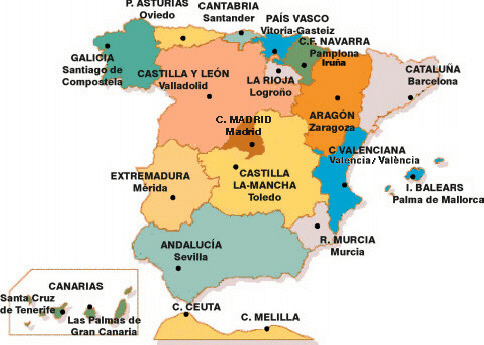 P. ASTURIAS
Oviedo
CANTABRIA
Santander
PAÍS VASCO
Vitoria-Gasteiz
C.F. NAVARRA
Pamplona
Iruña
GALICIA
Santiago de
Compostela
CASTILLA Y LEÓN
Valladolid
LA RIOJA
Logroño
CATALUÑA
Barcelona
ARAGÓN
Zaragoza
C. MADRID
Madrid
C VALENCIANA
Valencia/València
EXTREMADURA
Mérida
CASTILLA
LA-MANCHA
Toledo
I. BALEARS
Palma de Mallorca
ANDALUCÍA
Sevilla
R. MURCIA
Murcia
CANARIAS
Santa Cruz
de Tenerife
Las Palmas de
Gran Canaria
C. CEUTA
C. MELILLA